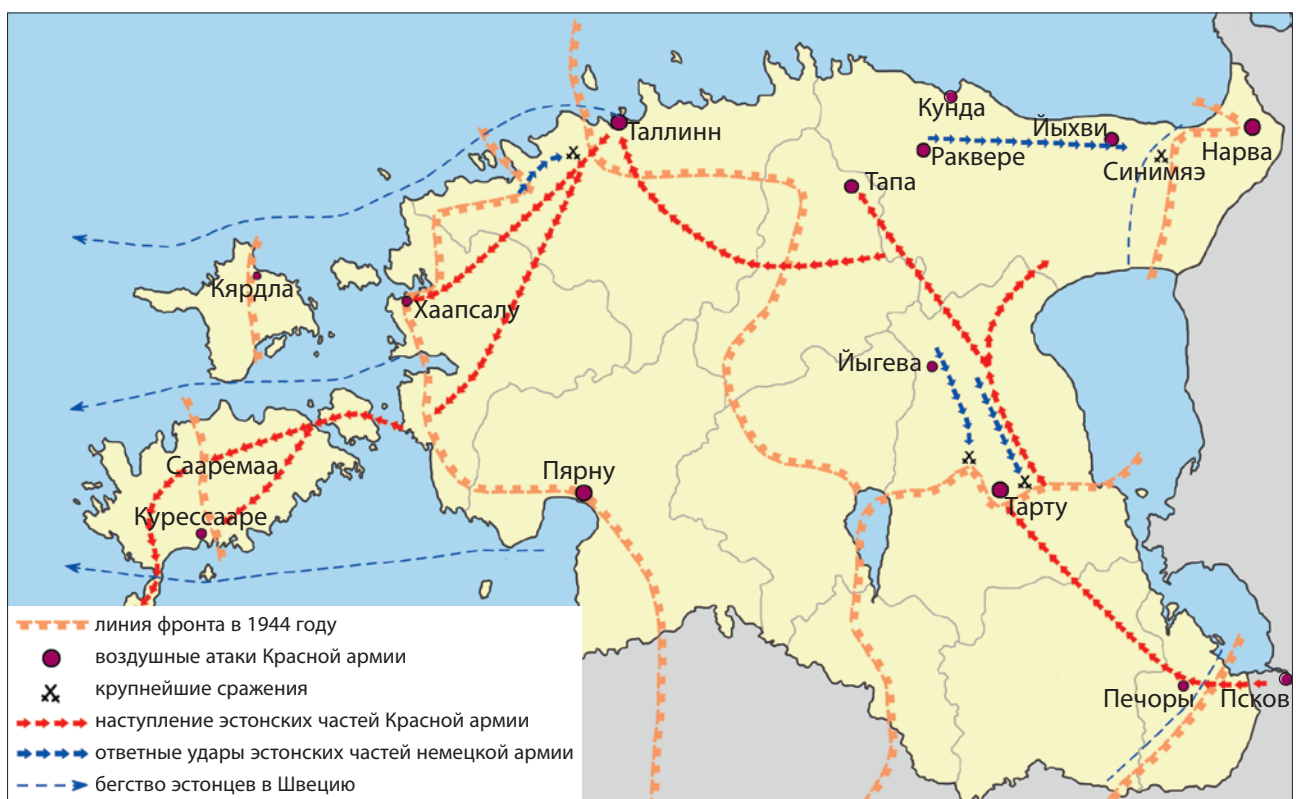 Кунда
Таллинн
Йыхви
Раквере
Нарва
Синимяэ
Тапа
Кярдла
Хаапсалу
Йыгева
Сааремаа
Пярну
Тарту
Курессааре
линия фронта в 1944 году
воздушные атаки Красной армии
крупнейшие сражения
Печоры
Псков
наступление эстонских частей Красной армии
ответные удары эстонских частей немецкой армии
бегство эстонцев в Швецию